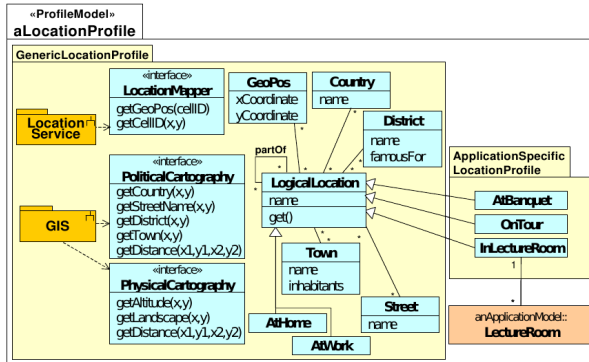 «ProfileModel»
aLocationProfile
GenericLocationProfile
«interface»
LocationMapper
getGeoPos(cellID)
getCellID(x,y)
GeoPos
xCoordinate
yCoordinate
Country
name
District
name
famousFor
Location
Service
partOf
*
*
*
*
*
*
*
*
*
*
*
*
LogicalLocation
name
get()
«interface»
PoliticalCartography
getCountry(x,y)
getStreetName(x,y)
getDistrict(x,y)
getTown(x,y)
getDistance(x1,y1,x2,y2)
GIS
«interface»
PhysicalCartography
getAltitude(x,y)
getLandscape(x,y)
getDistance(x1,y1,x2,y2)
Town
name
inhabitants
Street
name
AtHome
AtWork
ApplicationSpecific
LocationProfile
AtBanquet
OnTour
InLectureRoom
1
*
anApplicationModel::
LectureRoom